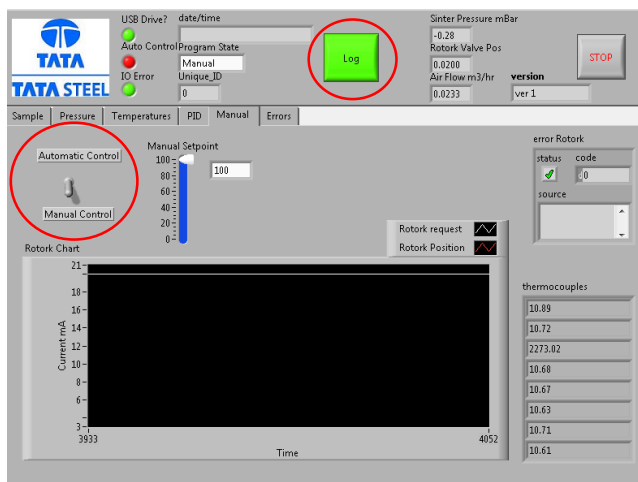 USB Drive?
date/time
Sinter Pressure mBar
-0.28
Auto Control
Program State
Manual
Rotork Valve Pos
0.0200
TATA
TATA STEEL
IO Error
Unique_ID
0
Log
Air Flow m3/hr
0.0233
version
ver 1
STOP
Sample
Pressure
Temperatures
PID
Manual
Errors
Automatic Control
Manual Control
Manual Setpoint
100
80
60
40
20
0
100
error Rotork
status
code
0
source
Rotork request
Rotork Position
Rotork Chart
21
18
16
14
12
10
8
6
3
Current mA
3933
4052
Time
thermocouples
10.89
10.72
2273.02
10.68
10.67
10.63
10.71
10.61